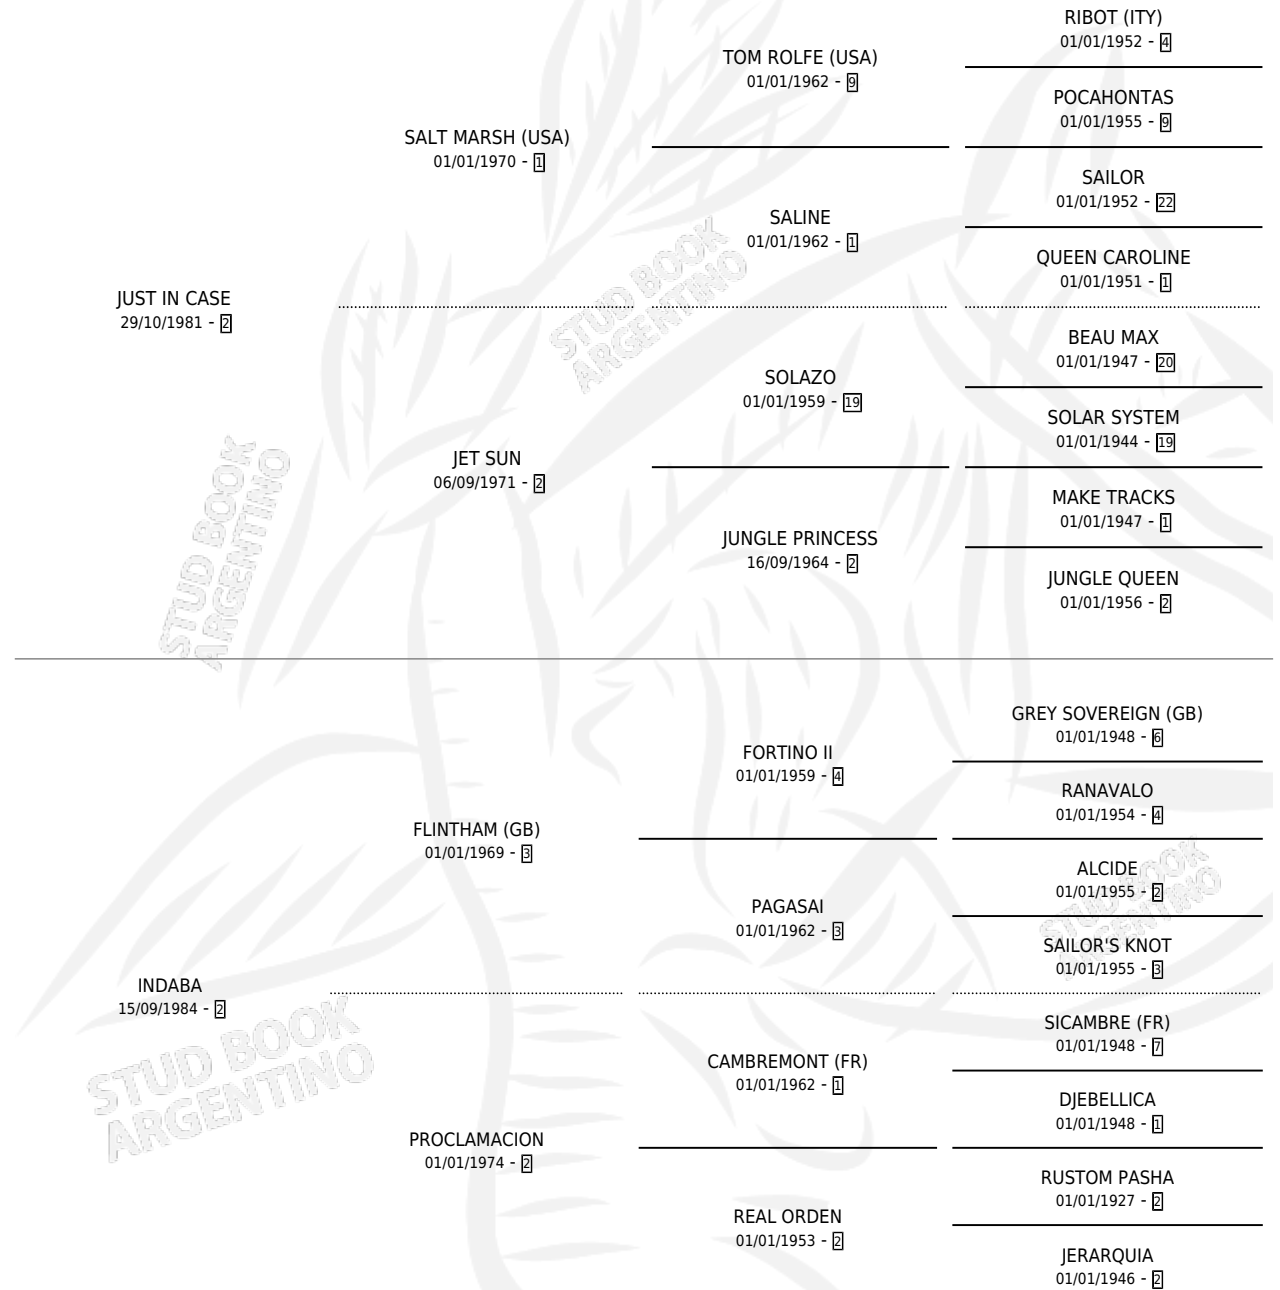 RIBOT (ITY)
01/01/1952 - 4
TOM ROLFE (USA)
01/01/1962 - 9
POCAHONTAS
01/01/1955 - 9
SALT MARSH (USA)
01/01/1970 - 1
SAILOR
01/01/1952 - 22
SALINE
01/01/1962 - 1
QUEEN CAROLINE
01/01/1951 - 1
JUST IN CASE
29/10/1981 - 2
BEAU MAX
01/01/1947 - 20
SOLAZO
01/01/1959 - 19
SOLAR SYSTEM
01/01/1944 - 19
JET SUN
06/09/1971 - 2
MAKE TRACKS
01/01/1947 - 1
JUNGLE PRINCESS
16/09/1964 - 2
JUNGLE QUEEN
01/01/1956 - 2
GREY SOVEREIGN (GB)
01/01/1948 - 6
FORTINO II
01/01/1959 - 4
RANAVALO
01/01/1954 - 4
FLINTHAM (GB)
01/01/1969 - 3
ALCIDE
01/01/1955 - 2
PAGASAI
01/01/1962 - 3
SAILOR'S KNOT
01/01/1955 - 3
INDABA
15/09/1984 - 2
SICAMBRE (FR)
01/01/1948 - 7
CAMBREMONT (FR)
01/01/1962 - 1
DJEBELLICA
01/01/1948 - 1
PROCLAMACION
01/01/1974 - 2
RUSTOM PASHA
01/01/1927 - 2
REAL ORDEN
01/01/1953 - 2
JERARQUIA
01/01/1946 - 2
STUD BOOK
ARGENTINO
STUD BOOK
ARGENTINO
STUD BOOK
ARGENTINO
STUD BOOK
ARGENTINO